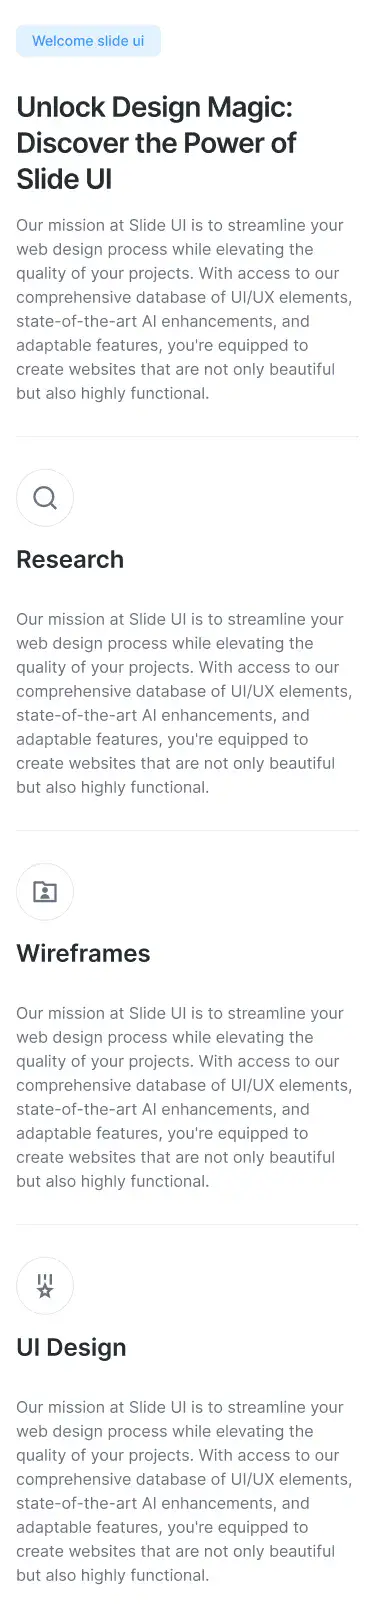 Welcome slide ui
Unlock Design Magic:
Discover the Power of
Slide UI
Our mission at Slide UI is to streamline your
web design process while elevating the
quality of your projects. With access to our
comprehensive database of UI/UX elements,
state-of-the-art AI enhancements, and
adaptable features, you're equipped to
create websites that are not only beautiful
but also highly functional.
Research
Our mission at Slide UI is to streamline your
web design process while elevating the
quality of your projects. With access to our
comprehensive database of UI/UX elements,
state-of-the-art AI enhancements, and
adaptable features, you're equipped to
create websites that are not only beautiful
but also highly functional.
Wireframes
Our mission at Slide UI is to streamline your
web design process while elevating the
quality of your projects. With access to our
comprehensive database of UI/UX elements,
state-of-the-art AI enhancements, and
adaptable features, you're equipped to
create websites that are not only beautiful
but also highly functional.
UI Design
Our mission at Slide UI is to streamline your
web design process while elevating the
quality of your projects. With access to our
comprehensive database of UI/UX elements,
state-of-the-art AI enhancements, and
adaptable features, you're equipped to
create websites that are not only beautiful
but also highly functional.